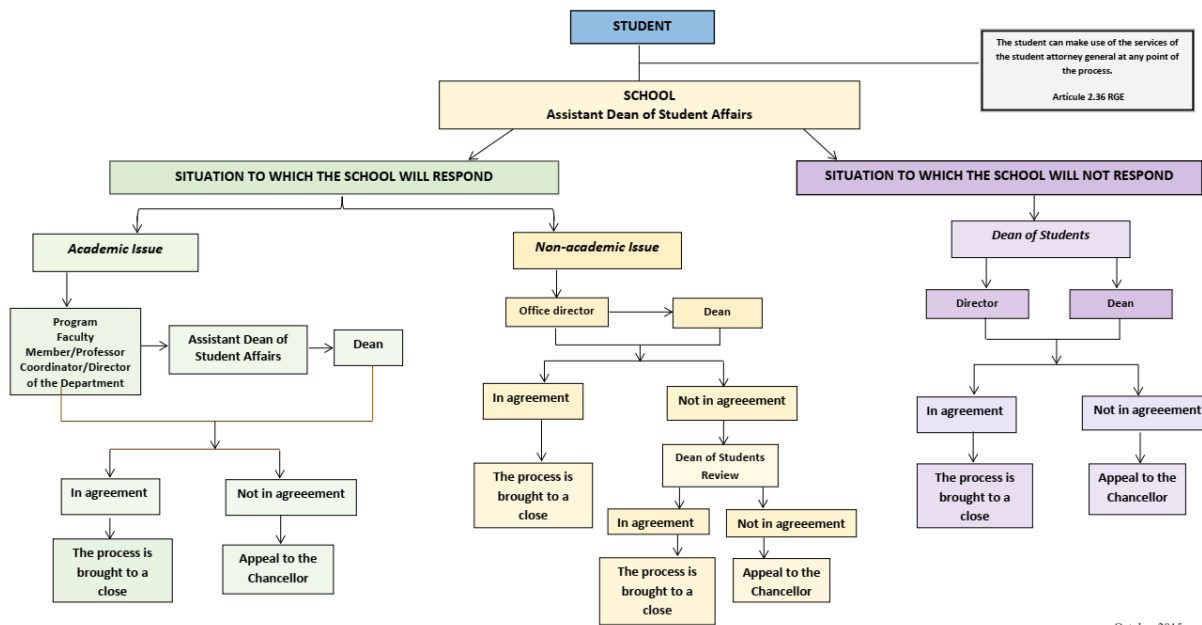 STUDENT
The student can make use of the services of
the student attorney general at any point of
the process.
Artícule 2.36 RGE
SCHOOL
Assistant Dean of Student Affairs
SITUATION TO WHICH THE SCHOOL WILL RESPOND
SITUATION TO WHICH THE SCHOOL WILL NOT RESPOND
Academic Issue
Non-academic Issue
Dean of Students
Program
Faculty
Member/Professor
Coordinator/Director
of the Department
Assistant Dean of
Student Affairs
Dean
Office director
Dean
Director
Dean
In agreement
Not in agreeement
The process is
brought to a
close
Appeal to the
Chancellor
In agreement
Not in agreeement
The process is
brought to a
close
Dean of Students
Review
In agreement
Not in agreeement
The process is
brought to a
close
Appeal to the
Chancellor
In agreement
Not in agreeement
The process is
brought to a
close
Appeal to the
Chancellor